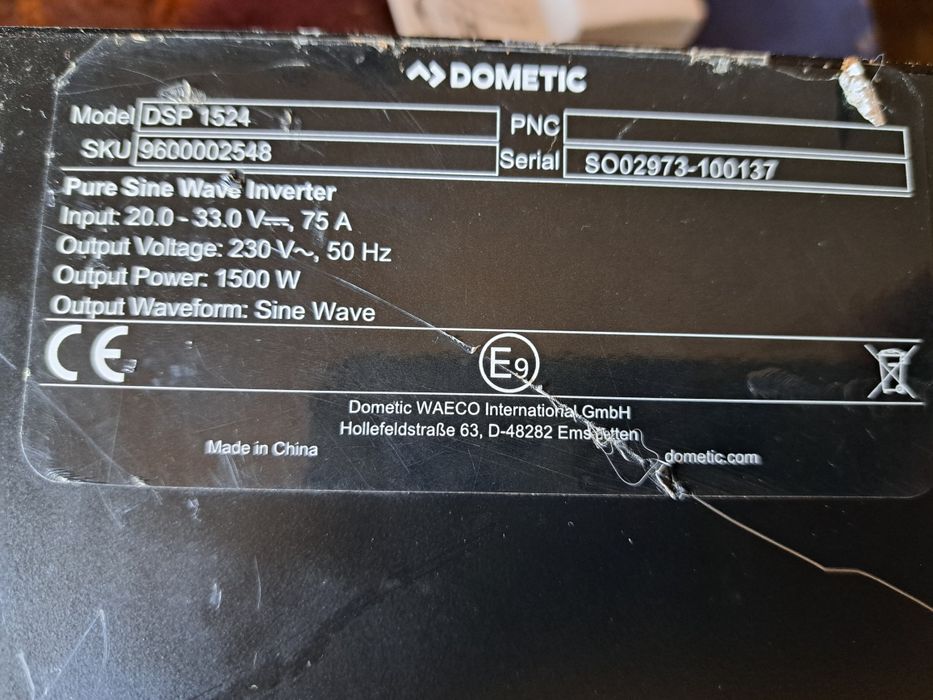 DOMETIC
Model DSP 1524 PNC
SKU 9600002548 Serial SO02973-100137
Pure Sine Wave Inverter
Input: 20.0 - 33.0 V⎓, 75 A
Output Voltage: 230 V~, 50 Hz
Output Power: 1500 W
Output Waveform: Sine Wave
CE E9
Dometic WAECO International GmbH
Hollefeldstraße 63, D-48282 Emsdetten
Made in China dometic.com